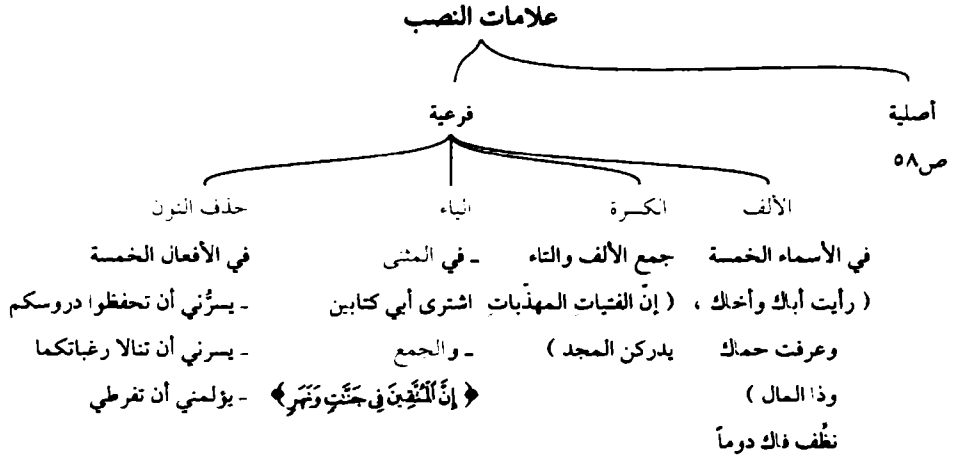 علامات النصب
أصلية
فرعية
ص٥٨
الألف
الكسرة
الياء
حذف النون
في الأسماء الخمسة
جمع الألف والتاء
ـ في المثنى
في الأفعال الخمسة
( رأيت أباك وأخاك ،
( إنّ الفتيات المهذّبات
اشترى أبي كتابين
ـ يسرُّني أن تحفظوا دروسكم
وعرفت حماك
يدركن المجد )
ـ والجمع
ـ يسرني أن تنالا رغباتكما
وذا المال )
﴿ إِنَّ ٱلْمُتَّقِينَ فِى جَنَّٰتٍ وَنَهَرٍ ﴾
ـ يؤلمني أن تفرطي
نظِّف فاك دوماً